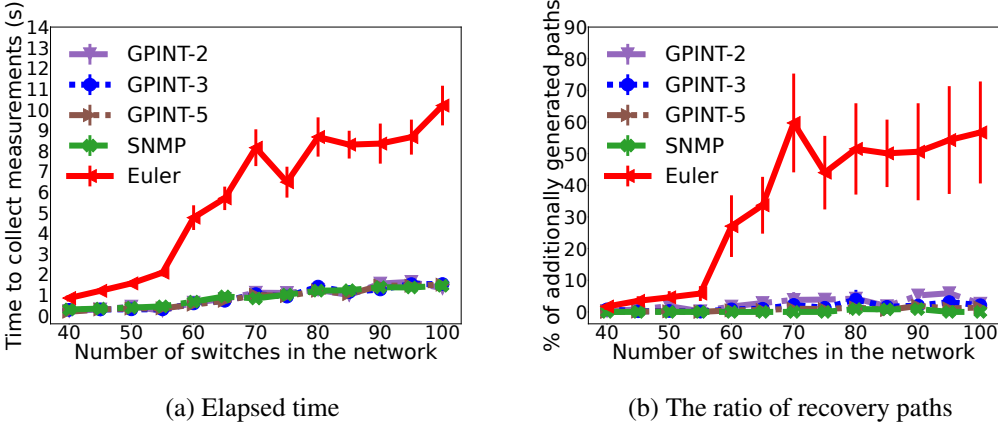 Time to collect measurements (s)
14
13
12
11
10
9
8
7
6
5
4
3
2
1
0
GPINT-2
GPINT-3
GPINT-5
SNMP
Euler
40 50 60 70 80 90 100
Number of switches in the network
(a) Elapsed time
% of additionally generated paths
90
80
70
60
50
40
30
20
10
0
GPINT-2
GPINT-3
GPINT-5
SNMP
Euler
40 50 60 70 80 90 100
Number of switches in the network
(b) The ratio of recovery paths